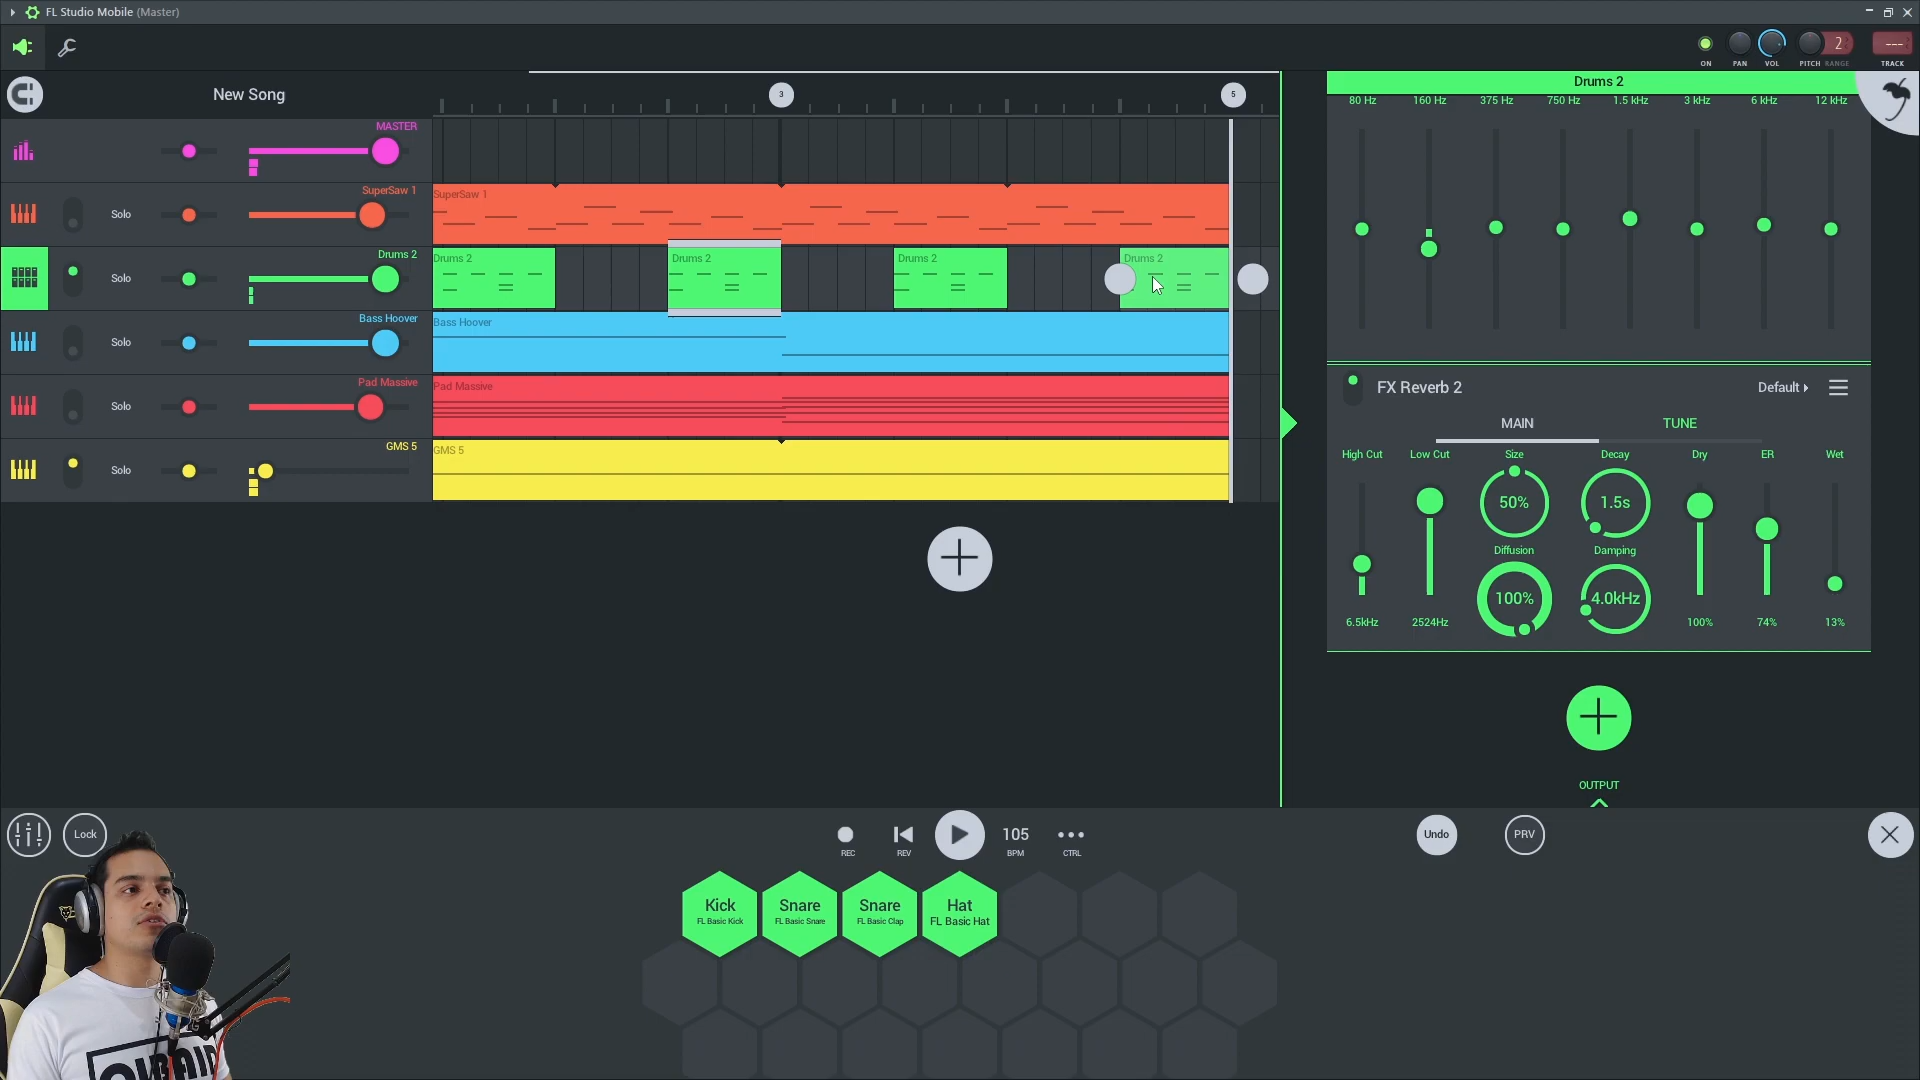 FL Studio Mobile (Master)
2
---
ON
PAN
VOL
PITCH
RANGE
TRACK
New Song
3
5
Drums 2
80 Hz
160 Hz
375 Hz
750 Hz
1.5 kHz
3 kHz
6 kHz
12 kHz
MASTER
SuperSaw 1
Solo
SuperSaw 1
Drums 2
Solo
Drums 2
Drums 2
Drums 2
Drums 2
Bass Hoover
Solo
Bass Hoover
Pad Massive
Solo
Pad Massive
GMS 5
Solo
GMS 5
FX Reverb 2
Default
MAIN
TUNE
High Cut
Low Cut
Size
Decay
Dry
ER
Wet
50%
1.5s
Diffusion
Damping
100%
4.0kHz
6.5kHz
2524Hz
100%
74%
13%
OUTPUT
Lock
REC
REV
105
BPM
CTRL
Undo
PRV
Kick
FL Basic Kick
Snare
FL Basic Snare
Snare
FL Basic Clap
Hat
FL Basic Hat